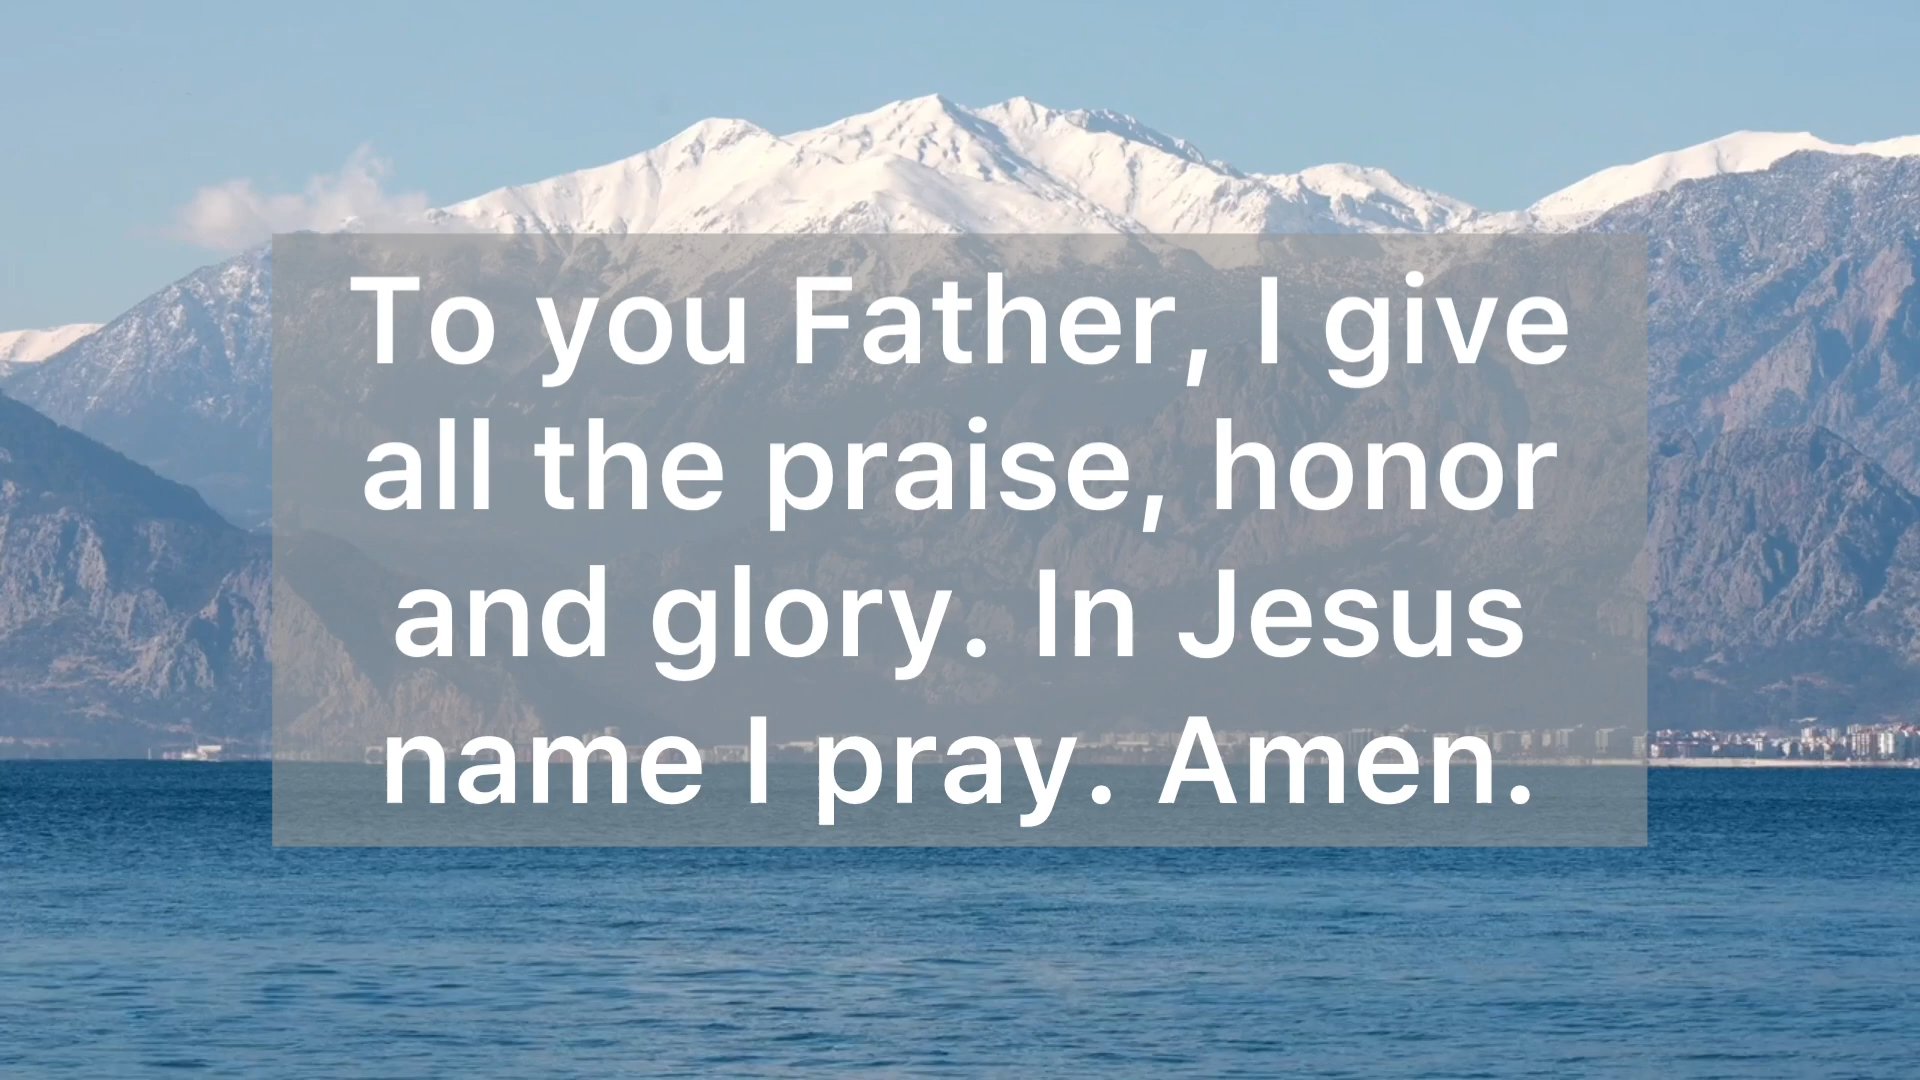 To you Father, I give
all the praise, honor
and glory. In Jesus
name I pray. Amen.